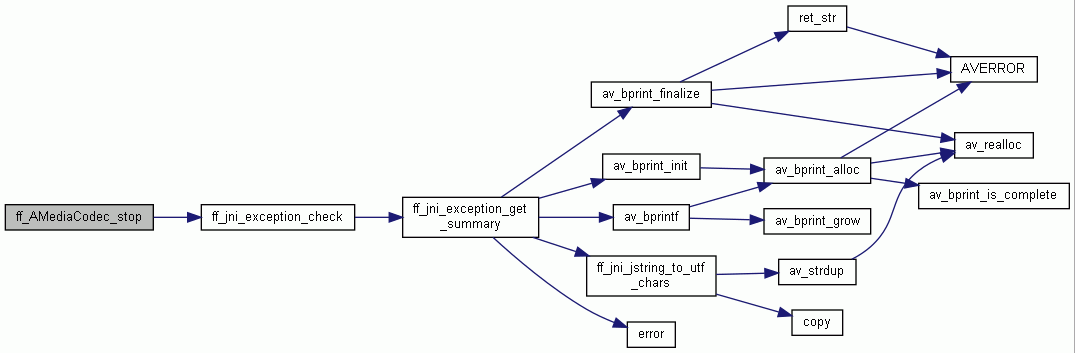 ret_str
AVERROR
av_bprint_finalize
av_realloc
av_bprint_init
av_bprint_alloc
av_bprint_is_complete
ff_AMediaCodec_stop
ff_jni_exception_check
ff_jni_exception_get
_summary
av_bprintf
av_bprint_grow
ff_jni_jstring_to_utf
_chars
av_strdup
copy
error